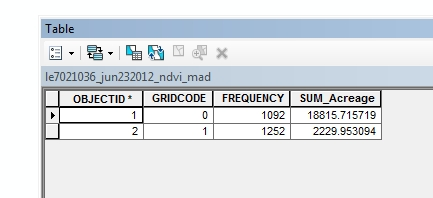 Table
le7021036_jun232012_ndvi_mad
OBJECTID * GRIDCODE FREQUENCY SUM_Acreage
1 0 1092 18815.715719
2 1 1252 2229.953094